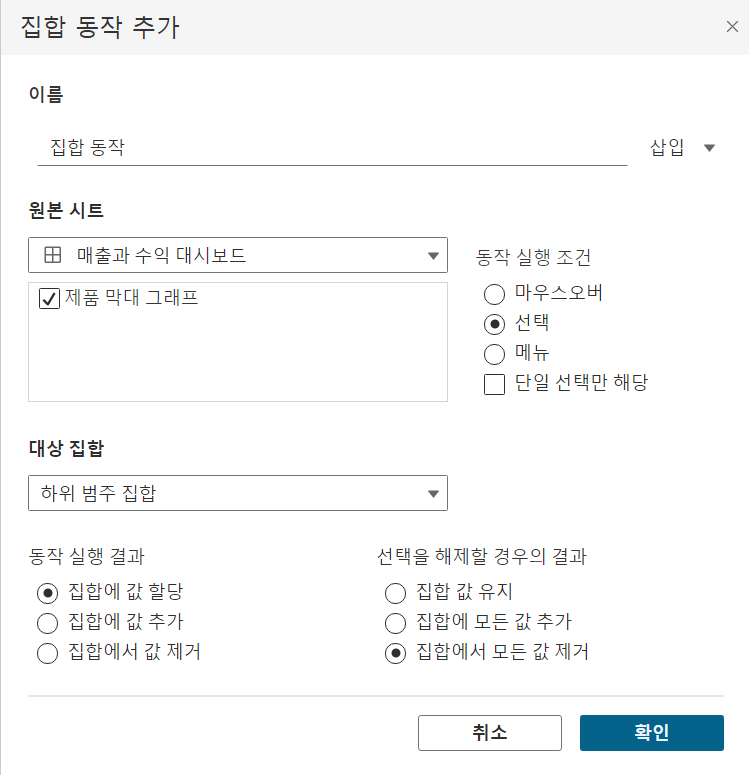 집합 동작 추가
이름
집합 동작
삽입
원본 시트
매출과 수익 대시보드
제품 막대 그래프
동작 실행 조건
마우스오버
선택
메뉴
단일 선택만 해당
대상 집합
하위 범주 집합
동작 실행 결과
집합에 값 할당
집합에 값 추가
집합에서 값 제거
선택을 해제할 경우의 결과
집합 값 유지
집합에 모든 값 추가
집합에서 모든 값 제거
취소
확인